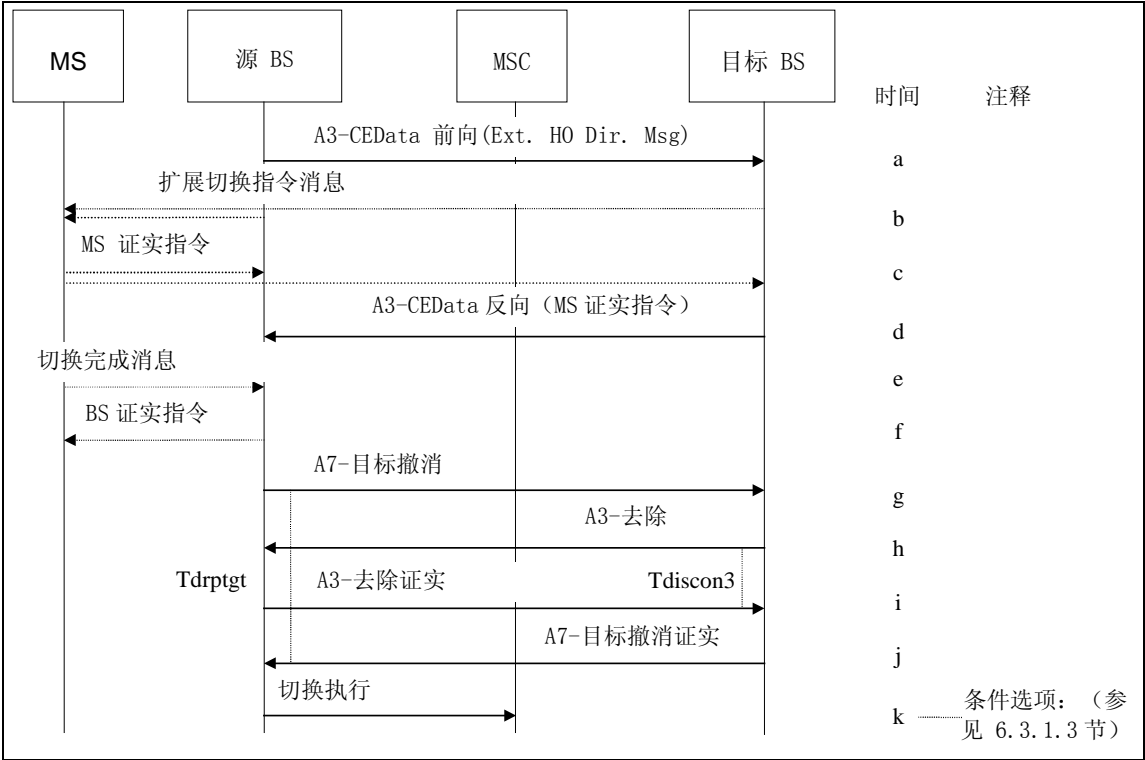 MS
源 BS
MSC
目标 BS
时间
注释
A3-CEData 前向(Ext. HO Dir. Msg)
a
扩展切换指令消息
b
MS 证实指令
c
A3-CEData 反向（MS 证实指令）
d
切换完成消息
e
BS 证实指令
f
A7-目标撤消
g
A3-去除
h
Tdrptgt
A3-去除证实
Tdiscon3
i
A7-目标撤消证实
j
切换执行
k
条件选项：（参
见 6.3.1.3 节）